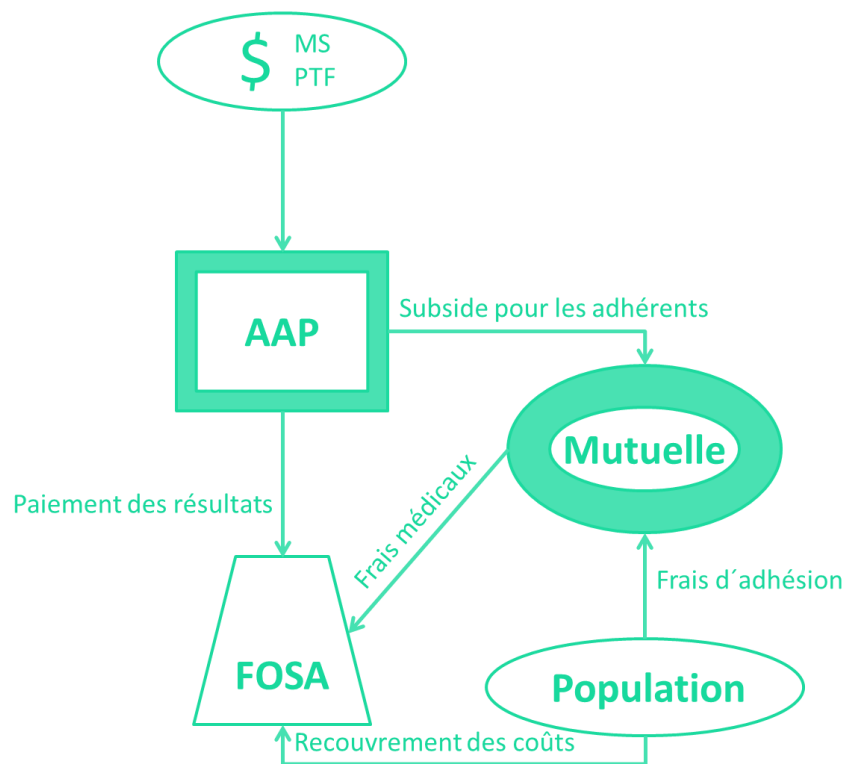 $ MS
PTF
AAP
Subside pour les adhérents
Mutuelle
Paiement des résultats
Frais médicaux
Frais d´adhésion
FOSA
Population
Recouvrement des coûts